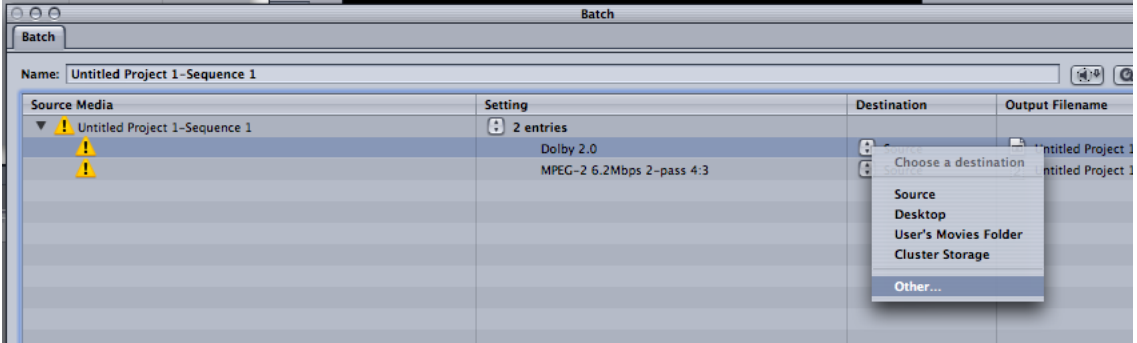 Batch
Batch
Name: Untitled Project 1-Sequence 1
Source Media Setting Destination Output Filename
Untitled Project 1-Sequence 1 2 entries
Dolby 2.0 Source Untitled Project 1
MPEG-2 6.2Mbps 2-pass 4:3 Source Untitled Project 1
Choose a destination
Source
Desktop
User's Movies Folder
Cluster Storage
Other...